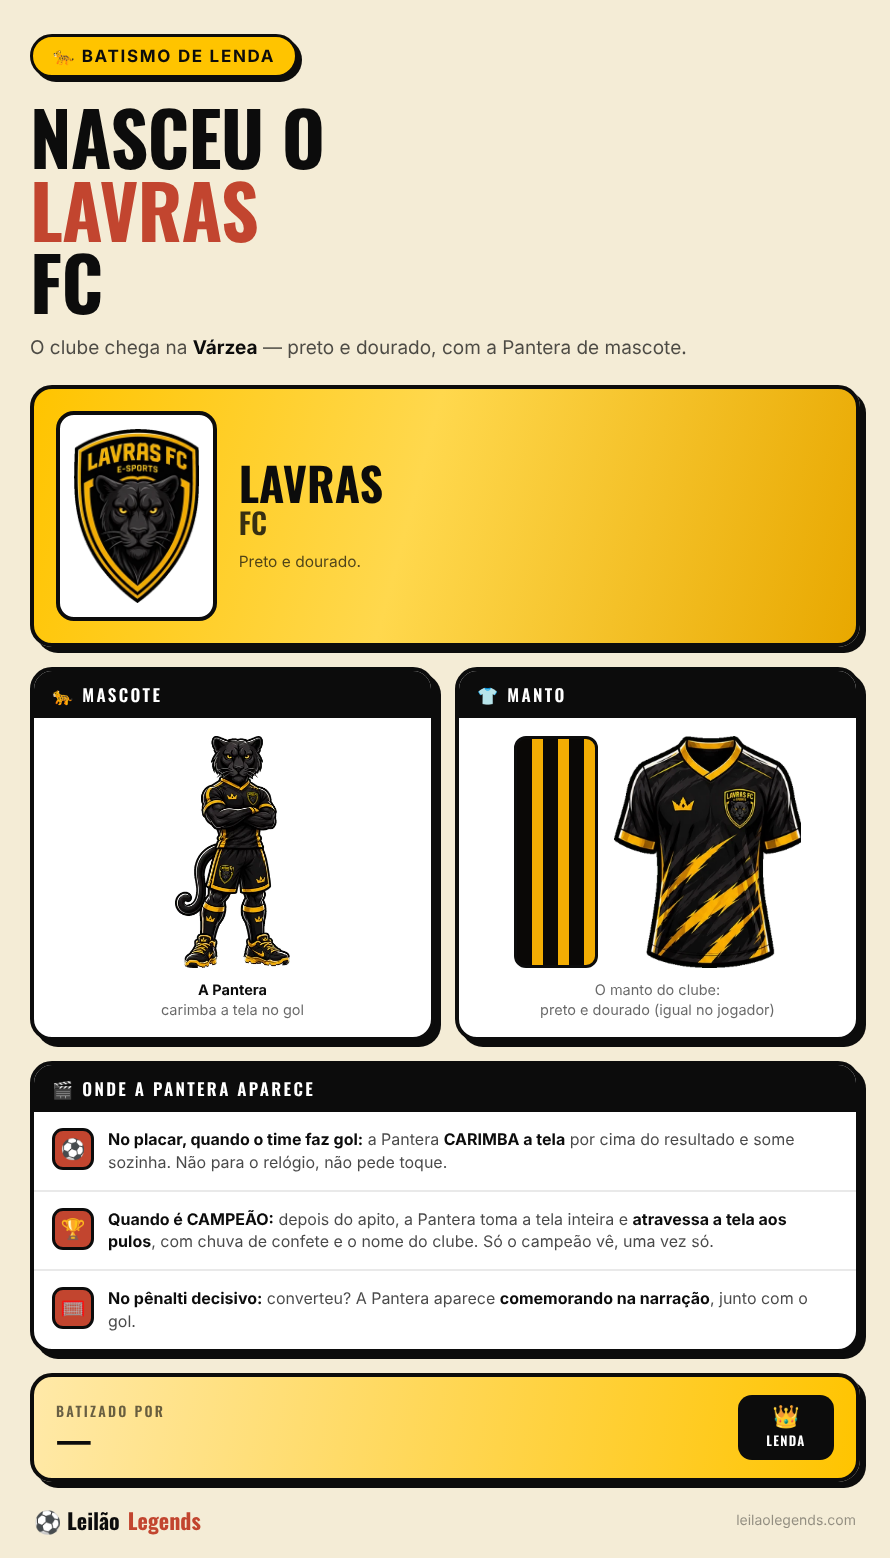 BATISMO DE LENDA
NASCEU O
LAVRAS
FC
O clube chega na Várzea — preto e dourado, com a Pantera de mascote.
LAVRAS FC
E-SPORTS
LAVRAS
FC
Preto e dourado.
MASCOTE
A Pantera
carimba a tela no gol
MANTO
LAVRAS FC
O manto do clube:
preto e dourado (igual no jogador)
ONDE A PANTERA APARECE
No placar, quando o time faz gol: a Pantera CARIMBA a tela por cima do resultado e some
sozinha. Não para o relógio, não pede toque.
Quando é CAMPEÃO: depois do apito, a Pantera toma a tela inteira e atravessa a tela aos
pulos, com chuva de confete e o nome do clube. Só o campeão vê, uma vez só.
No pênalti decisivo: converteu? A Pantera aparece comemorando na narração, junto com o
gol.
BATIZADO POR
—
LENDA
Leilão Legends
leilaolegends.com